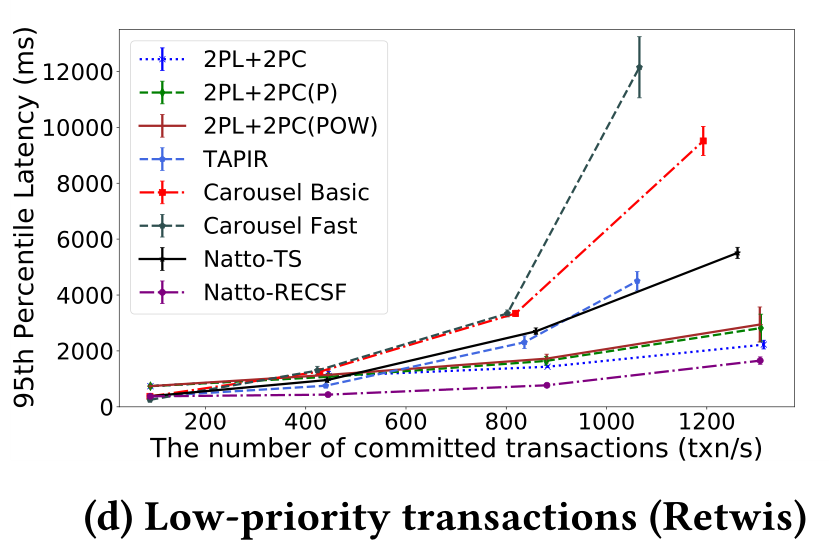 95th Percentile Latency (ms)
12000
10000
8000
6000
4000
2000
0
2PL+2PC
2PL+2PC(P)
2PL+2PC(POW)
TAPIR
Carousel Basic
Carousel Fast
Natto-TS
Natto-RECSF
200 400 600 800 1000 1200
The number of committed transactions (txn/s)
(d) Low-priority transactions (Retwis)